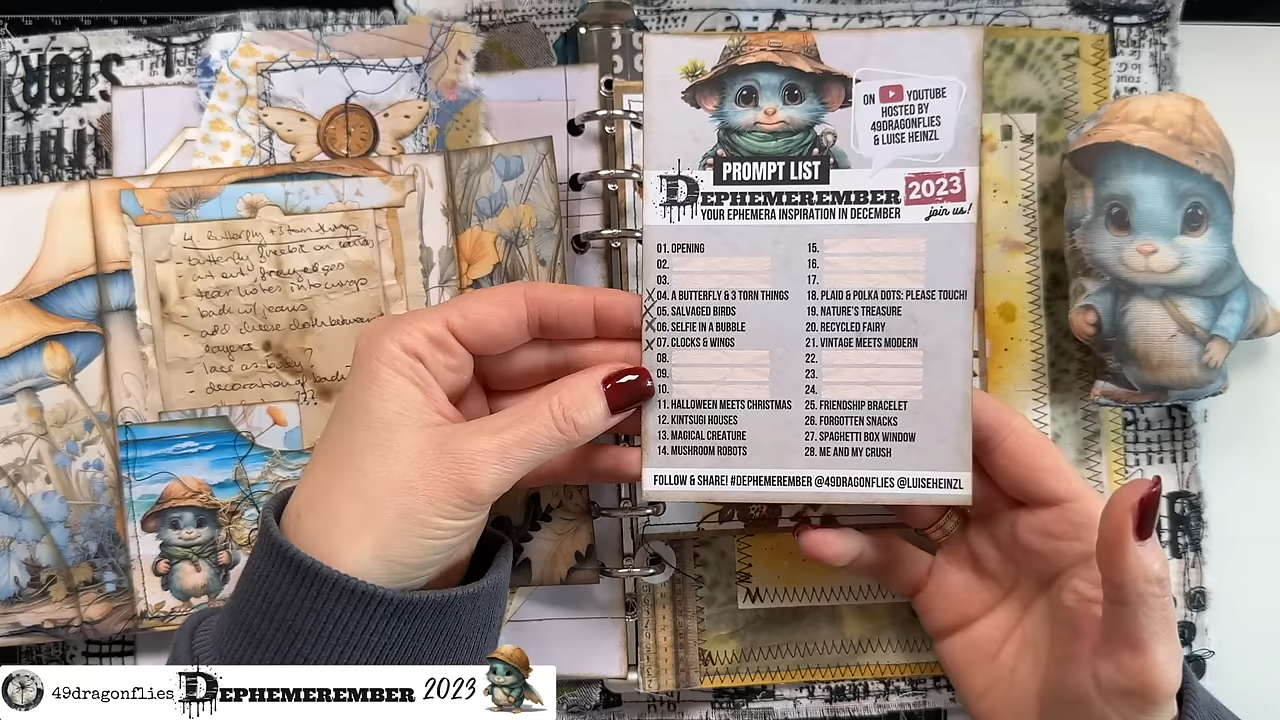 4. Butterfly + 3 torn things
- butterfly freebit on
cut out, fray edges
- tear notes into
- back w/ jeans
- add cheese cloth between
layers
- lace as body?
- decoration of back?
???
ON YOUTUBE
HOSTED BY
49DRAGONFLIES
& LUISE HEINZL
PROMPT LIST
DEPHEMEREMBER 2023
YOUR EPHEMERA INSPIRATION IN DECEMBER join us!
01. OPENING
02.
03.
X 04. A BUTTERFLY & 3 TORN THINGS
X 05. SALVAGED BIRDS
X 06. SELFIE IN A BUBBLE
X 07. CLOCKS & WINGS
08.
09.
10.
11. HALLOWEEN MEETS CHRISTMAS
12. KINTSUGI HOUSES
13. MAGICAL CREATURE
14. MUSHROOM ROBOTS
15.
16.
17.
18. PLAID & POLKA DOTS: PLEASE TOUCH!
19. NATURE'S TREASURE
20. RECYCLED FAIRY
21. VINTAGE MEETS MODERN
22.
23.
24.
25. FRIENDSHIP BRACELET
26. FORGOTTEN SNACKS
27. SPAGHETTI BOX WINDOW
28. ME AND MY CRUSH
FOLLOW & SHARE! #DEPHEMEREMBER @49DRAGONFLIES @LUISEHEINZL
49dragonflies DEPHEMEREMBER 2023